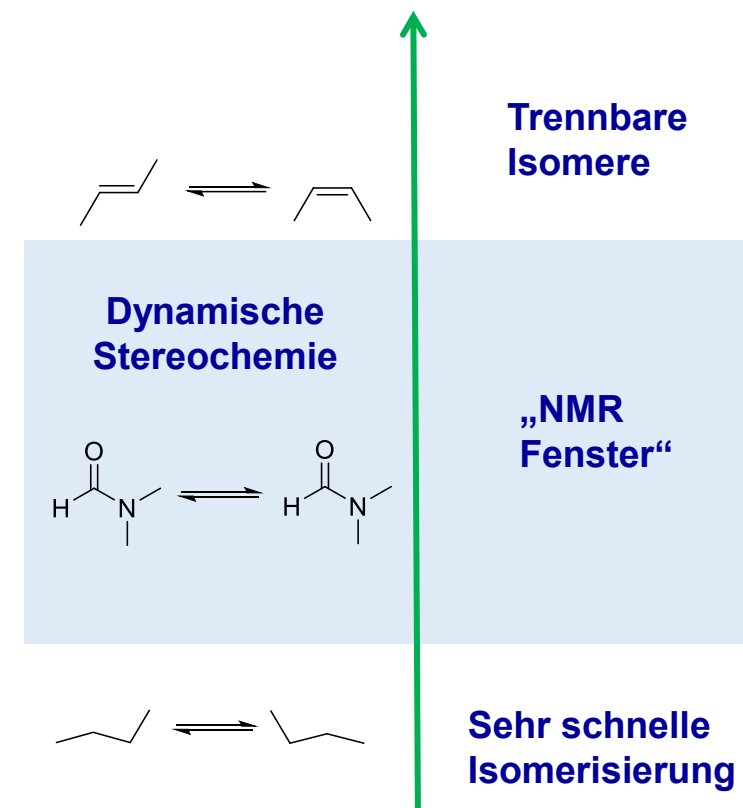 Trennbare
Isomere
Dynamische
Stereochemie
„NMR
Fenster“
O
H
N
O
H
N
Sehr schnelle
Isomerisierung